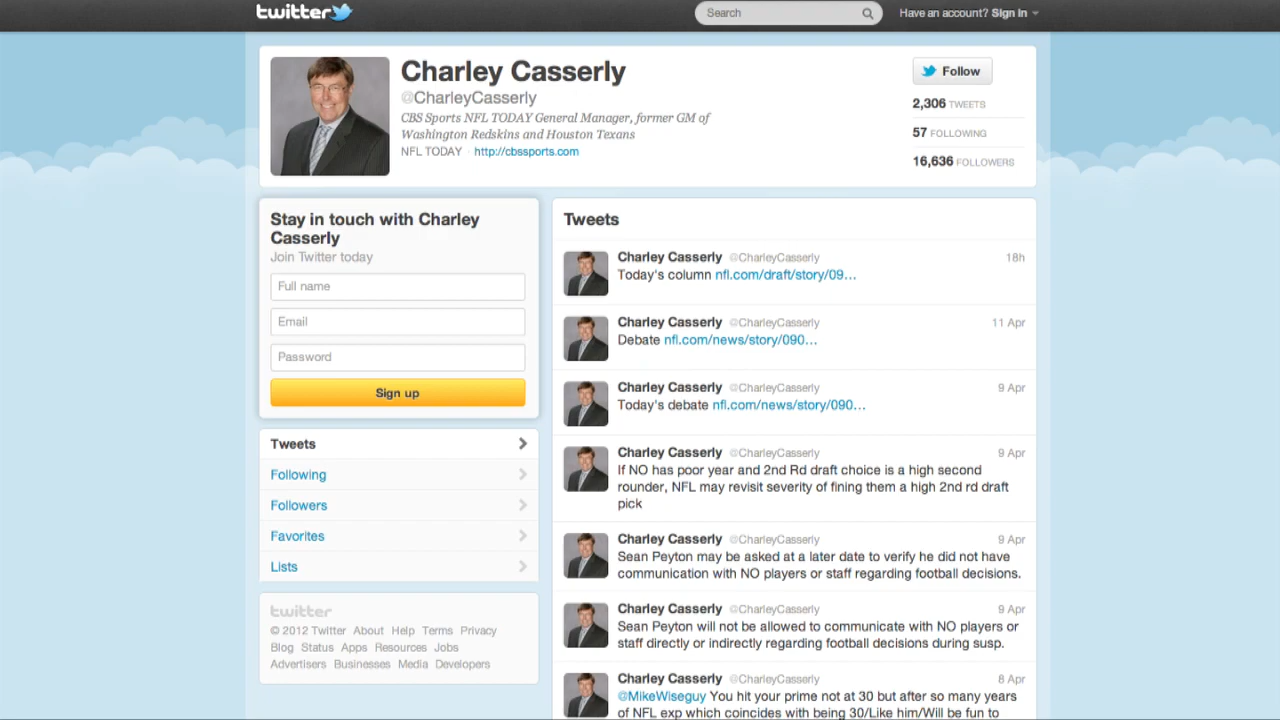 twitter
Search
Have an account? Sign in
Charley Casserly
@CharleyCasserly
CBS Sports NFL TODAY General Manager, former GM of
Washington Redskins and Houston Texans
NFL TODAY · http://cbssports.com
Follow
2,306 TWEETS
57 FOLLOWING
16,636 FOLLOWERS
Stay in touch with Charley
Casserly
Join Twitter today
Full name
Email
Password
Sign up
Tweets
Following
Followers
Favorites
Lists
twitter
© 2012 Twitter About Help Terms Privacy
Blog Status Apps Resources Jobs
Advertisers Businesses Media Developers
Tweets
Charley Casserly @CharleyCasserly 18h
Today's column nfl.com/draft/story/09...
Charley Casserly @CharleyCasserly 11 Apr
Debate nfl.com/news/story/090...
Charley Casserly @CharleyCasserly 9 Apr
Today's debate nfl.com/news/story/090...
Charley Casserly @CharleyCasserly 9 Apr
If NO has poor year and 2nd Rd draft choice is a high second
rounder, NFL may revisit severity of fining them a high 2nd rd draft
pick
Charley Casserly @CharleyCasserly 9 Apr
Sean Peyton may be asked at a later date to verify he did not have
communication with NO players or staff regarding football decisions.
Charley Casserly @CharleyCasserly 9 Apr
Sean Peyton will not be allowed to communicate with NO players or
staff directly or indirectly regarding football decisions during susp.
Charley Casserly @CharleyCasserly 8 Apr
@MikeWiseguy You hit your prime not at 30 but after so many years
of NFL exp which coincides with being 30/Like him/Will be fun to